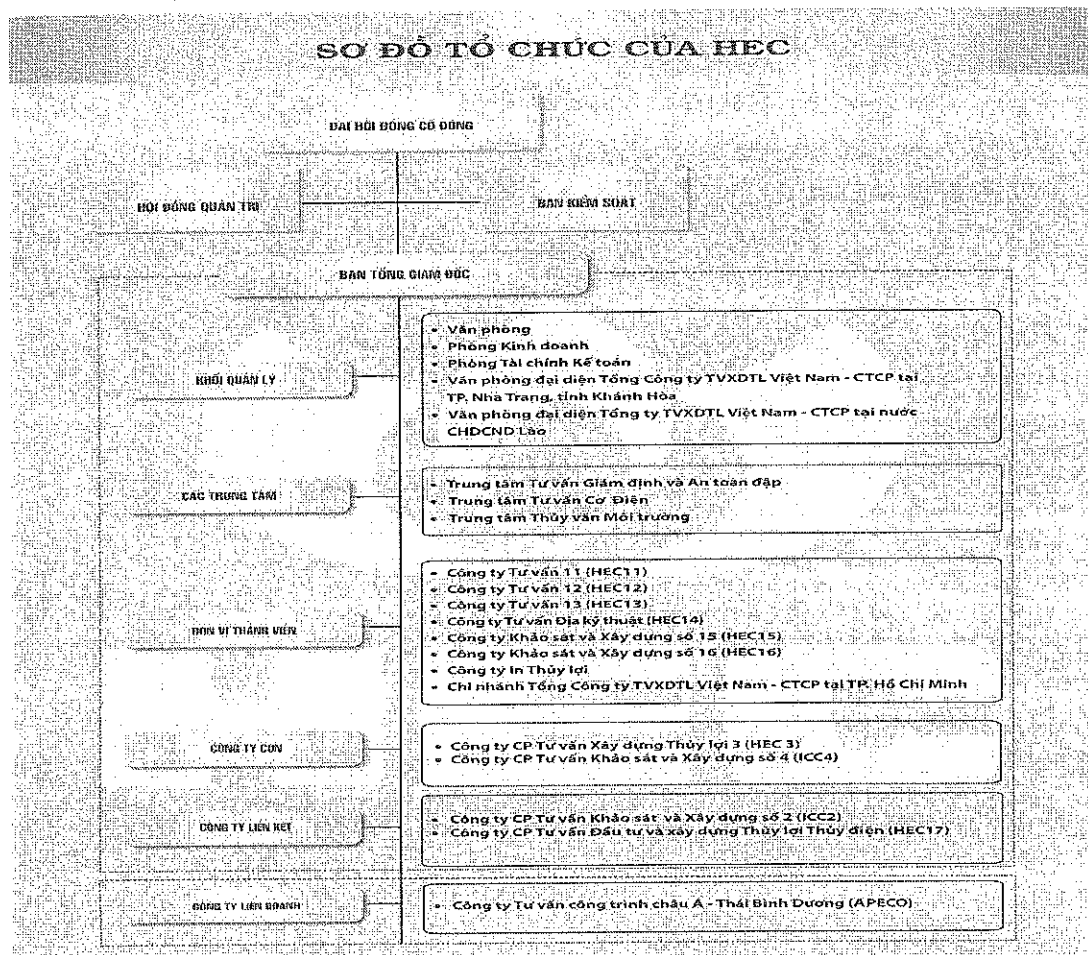 SƠ ĐỒ TỔ CHỨC CỦA HEC
ĐẠI HỘI ĐỒNG CỔ ĐÔNG
HỘI ĐỒNG QUẢN TRỊ
BAN KIỂM SOÁT
BAN TỔNG GIÁM ĐỐC
KHỐI QUẢN LÝ
• Văn phòng
• Phòng Kinh doanh
• Phòng Tài chính Kế toán
• Văn phòng đại diện Tổng Công ty TVXDTL Việt Nam - CTCP tại
TP. Nha Trang, tỉnh Khánh Hòa
• Văn phòng đại diện Tổng ty TVXDTL Việt Nam - CTCP tại nước
CHDCND Lào
CÁC TRUNG TÂM
• Trung tâm Tư vấn Giám định và An toàn đập
• Trung tâm Tư vấn Cơ Điện
• Trung tâm Thủy văn Môi trường
ĐƠN VỊ THÀNH VIÊN
• Công ty Tư vấn 11 (HEC11)
• Công ty Tư vấn 12 (HEC12)
• Công ty Tư vấn 13 (HEC13)
• Công ty Tư vấn Địa kỹ thuật (HEC14)
• Công ty Khảo sát và Xây dựng số 15 (HEC15)
• Công ty Khảo sát và Xây dựng số 16 (HEC16)
• Công ty In Thủy lợi
• Chi nhánh Tổng Công ty TVXDTL Việt Nam - CTCP tại TP. Hồ Chí Minh
CÔNG TY CON
• Công ty CP Tư vấn Xây dựng Thủy lợi 3 (HEC 3)
• Công ty CP Tư vấn Khảo sát và Xây dựng số 4 (ICC4)
CÔNG TY LIÊN KẾT
• Công ty CP Tư vấn Khảo sát và Xây dựng số 2 (ICC2)
• Công ty CP Tư vấn Đầu tư và xây dựng Thủy lợi Thủy điện (HEC17)
CÔNG TY LIÊN DOANH
• Công ty Tư vấn công trình châu Á - Thái Bình Dương (APECO)